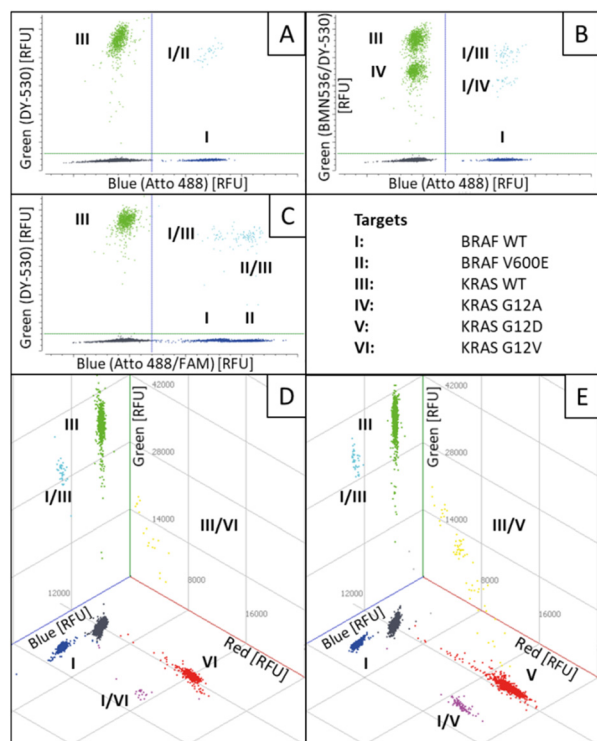 A
III
I/II
I
Green (DY-530) [RFU]
Blue (Atto 488) [RFU]
B
III
IV
I/III
I/IV
I
Green (BMN536/DY-530)
[RFU]
Blue (Atto 488) [RFU]
C
III
I/III
II/III
I
II
Green (DY-530) [RFU]
Blue (Atto 488/FAM) [RFU]
Targets
I: BRAF WT
II: BRAF V600E
III: KRAS WT
IV: KRAS G12A
V: KRAS G12D
VI: KRAS G12V
D
42000
Green [RFU]
III
28000
I/III
14000
III/VI
8000
12000
16000
Blue [RFU]
Red [RFU]
I
VI
I/VI
E
42000
Green [RFU]
III
28000
I/III
14000
III/V
8000
12000
16000
Blue [RFU]
Red [RFU]
I
V
I/V